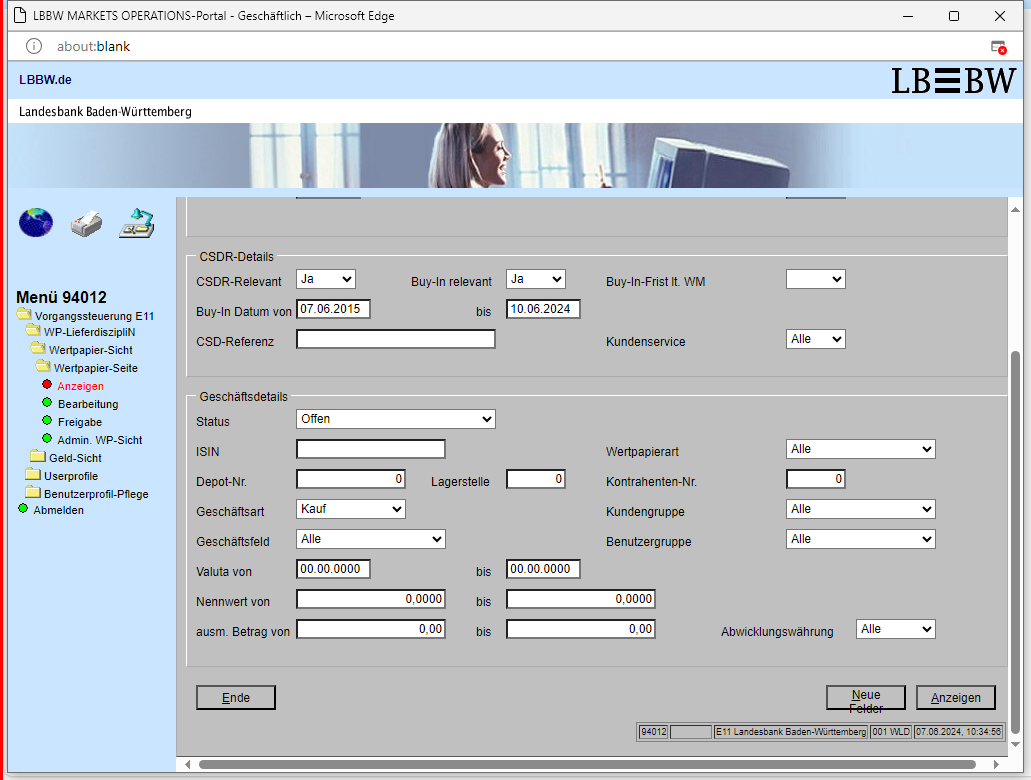 LBBW MARKETS OPERATIONS-Portal - Geschäftlich – Microsoft Edge
about:blank
LBBW.de
LBBW
Landesbank Baden-Württemberg
Menü 94012
Vorgangssteuerung E11
WP-LieferdiszipliN
Wertpapier-Sicht
Wertpapier-Seite
Anzeigen
Bearbeitung
Freigabe
Admin. WP-Sicht
Geld-Sicht
Userprofile
Benutzerprofil-Pflege
Abmelden
CSDR-Details
CSDR-Relevant Ja Buy-In relevant Ja Buy-In-Frist lt. WM
Buy-In Datum von 07.06.2015 bis 10.06.2024
CSD-Referenz Kundenservice Alle
Geschäftsdetails
Status Offen
ISIN Wertpapierart Alle
Depot-Nr. 0 Lagerstelle 0 Kontrahenten-Nr. 0
Geschäftsart Kauf Kundengruppe Alle
Geschäftsfeld Alle Benutzergruppe Alle
Valuta von 00.00.0000 bis 00.00.0000
Nennwert von 0,0000 bis 0,0000
ausm. Betrag von 0,00 bis 0,00 Abwicklungswährung Alle
Ende Neue Felder Anzeigen
94012 E11 Landesbank Baden-Württemberg 001 WLD 07.06.2024, 10:34:56